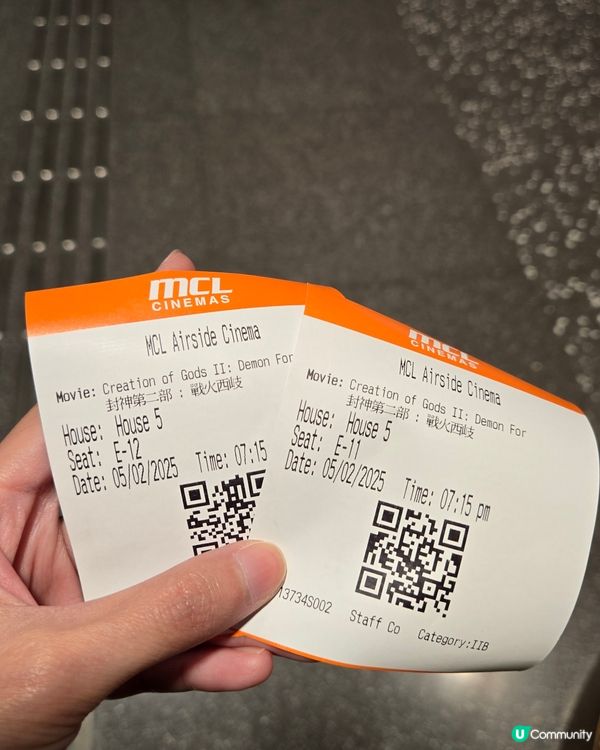 MCL
CINEMAS
MCL Airside Cinema
Movie: Creation of Gods II: Demon For
封神第二部：戰火西岐
House: House 5
Seat: E-12
Date: 05/02/2025 Time: 07:15
MCL
CINEMAS
MCL Airside Cinema
Movie: Creation of Gods II: Demon For
封神第二部：戰火西岐
House: House 5
Seat: E-11
Date: 05/02/2025 Time: 07:15 pm
13734S002 Staff Co Category:IIB
U Community